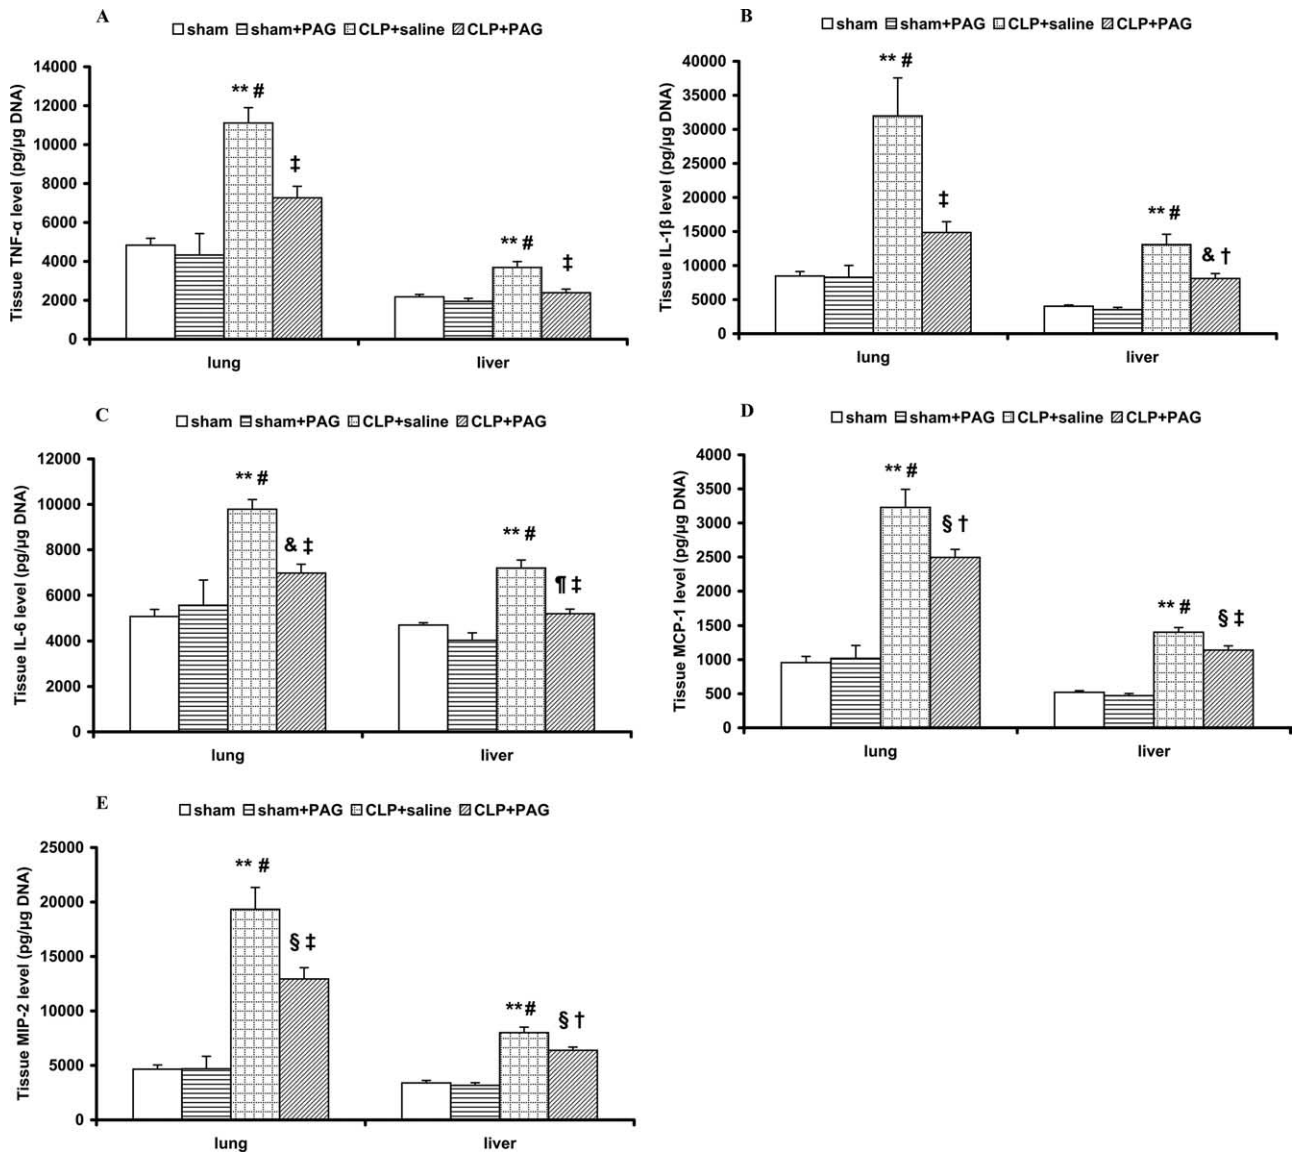 A
sham sham+PAG CLP+saline CLP+PAG
Tissue TNF-α level (pg/µg DNA)
14000
12000
10000
8000
6000
4000
2000
0
** #
‡
** #
‡
lung liver
B
sham sham+PAG CLP+saline CLP+PAG
Tissue IL-1β level (pg/µg DNA)
40000
35000
30000
25000
20000
15000
10000
5000
0
** #
‡
** #
& †
lung liver
C
sham sham+PAG CLP+saline CLP+PAG
Tissue IL-6 level (pg/µg DNA)
12000
10000
8000
6000
4000
2000
0
** #
& ‡
** #
¶ ‡
lung liver
D
sham sham+PAG CLP+saline CLP+PAG
Tissue MCP-1 level (pg/µg DNA)
4000
3500
3000
2500
2000
1500
1000
500
0
** #
§ †
** #
§ ‡
lung liver
E
sham sham+PAG CLP+saline CLP+PAG
Tissue MIP-2 level (pg/µg DNA)
25000
20000
15000
10000
5000
0
** #
§ ‡
**#
§ †
lung liver